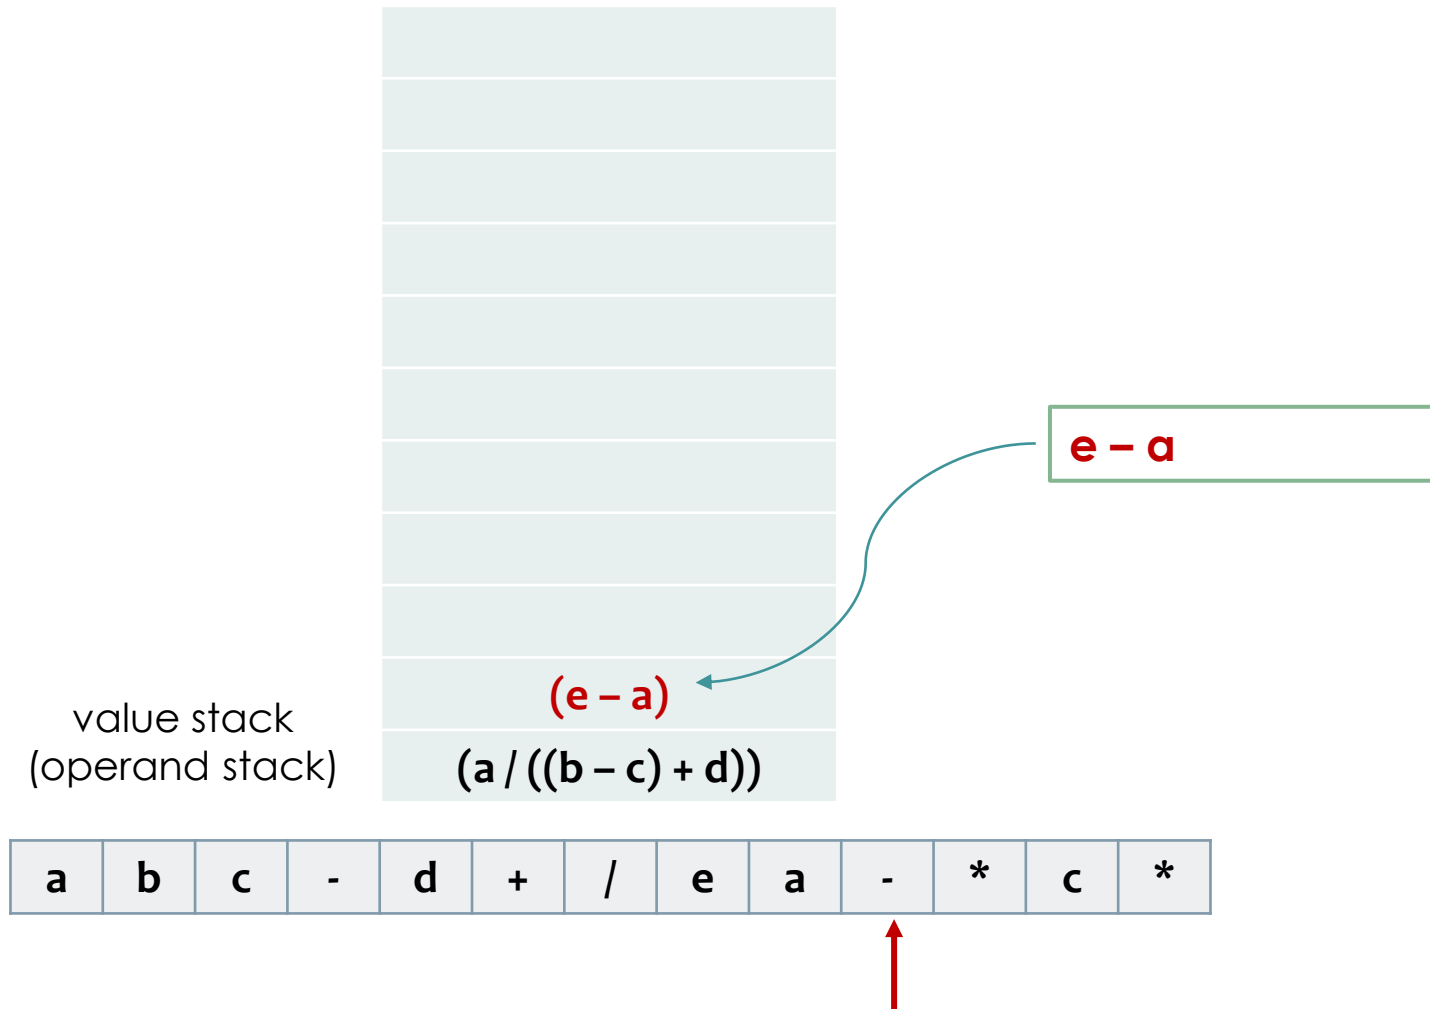 e – a
(e – a)
value stack
(operand stack)
(a / ((b – c) + d))
a b c - d + / e a - * c *